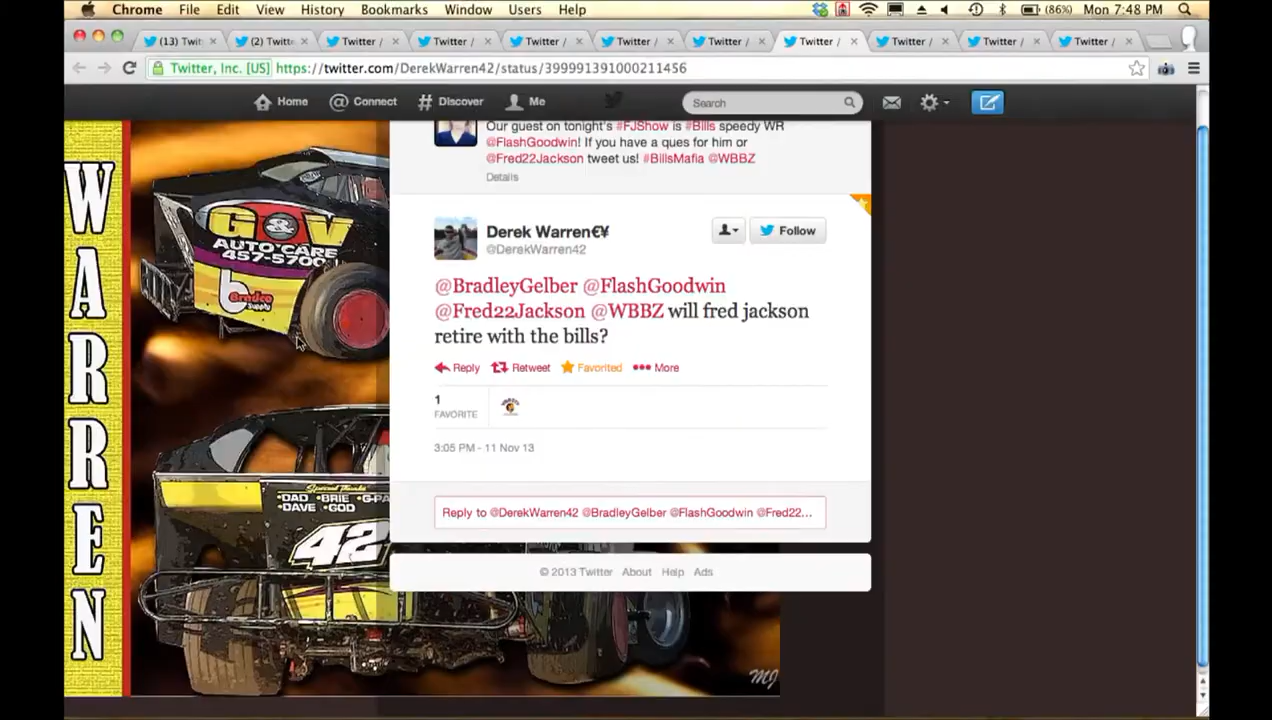 Chrome File Edit View History Bookmarks Window Users Help (86%) Mon 7:48 PM
(13) Twit (2) Twitte Twitter / Twitter / Twitter / Twitter / Twitter / Twitter / Twitter / Twitter / Twitter /
Twitter, Inc. [US] https://twitter.com/DerekWarren42/status/399991391000211456
Home @ Connect # Discover Me Search
Our guest on tonight's #FJShow is #Bills speedy WR
@FlashGoodwin! If you have a ques for him or
@Fred22Jackson tweet us! #BillsMafia @WBBZ
Details
WARREN
G&V
AUTO CARE
457-5700
b
Bradco
Supply
Derek Warren€¥
@DerekWarren42
Follow
@BradleyGelber @FlashGoodwin
@Fred22Jackson @WBBZ will fred jackson
retire with the bills?
Reply Retweet Favorited More
1
FAVORITE
3:05 PM - 11 Nov 13
Special Thanks
•DAD •BRIE •G-PA
•DAVE •GOD
42
Reply to @DerekWarren42 @BradleyGelber @FlashGoodwin @Fred22...
© 2013 Twitter About Help Ads
MJ